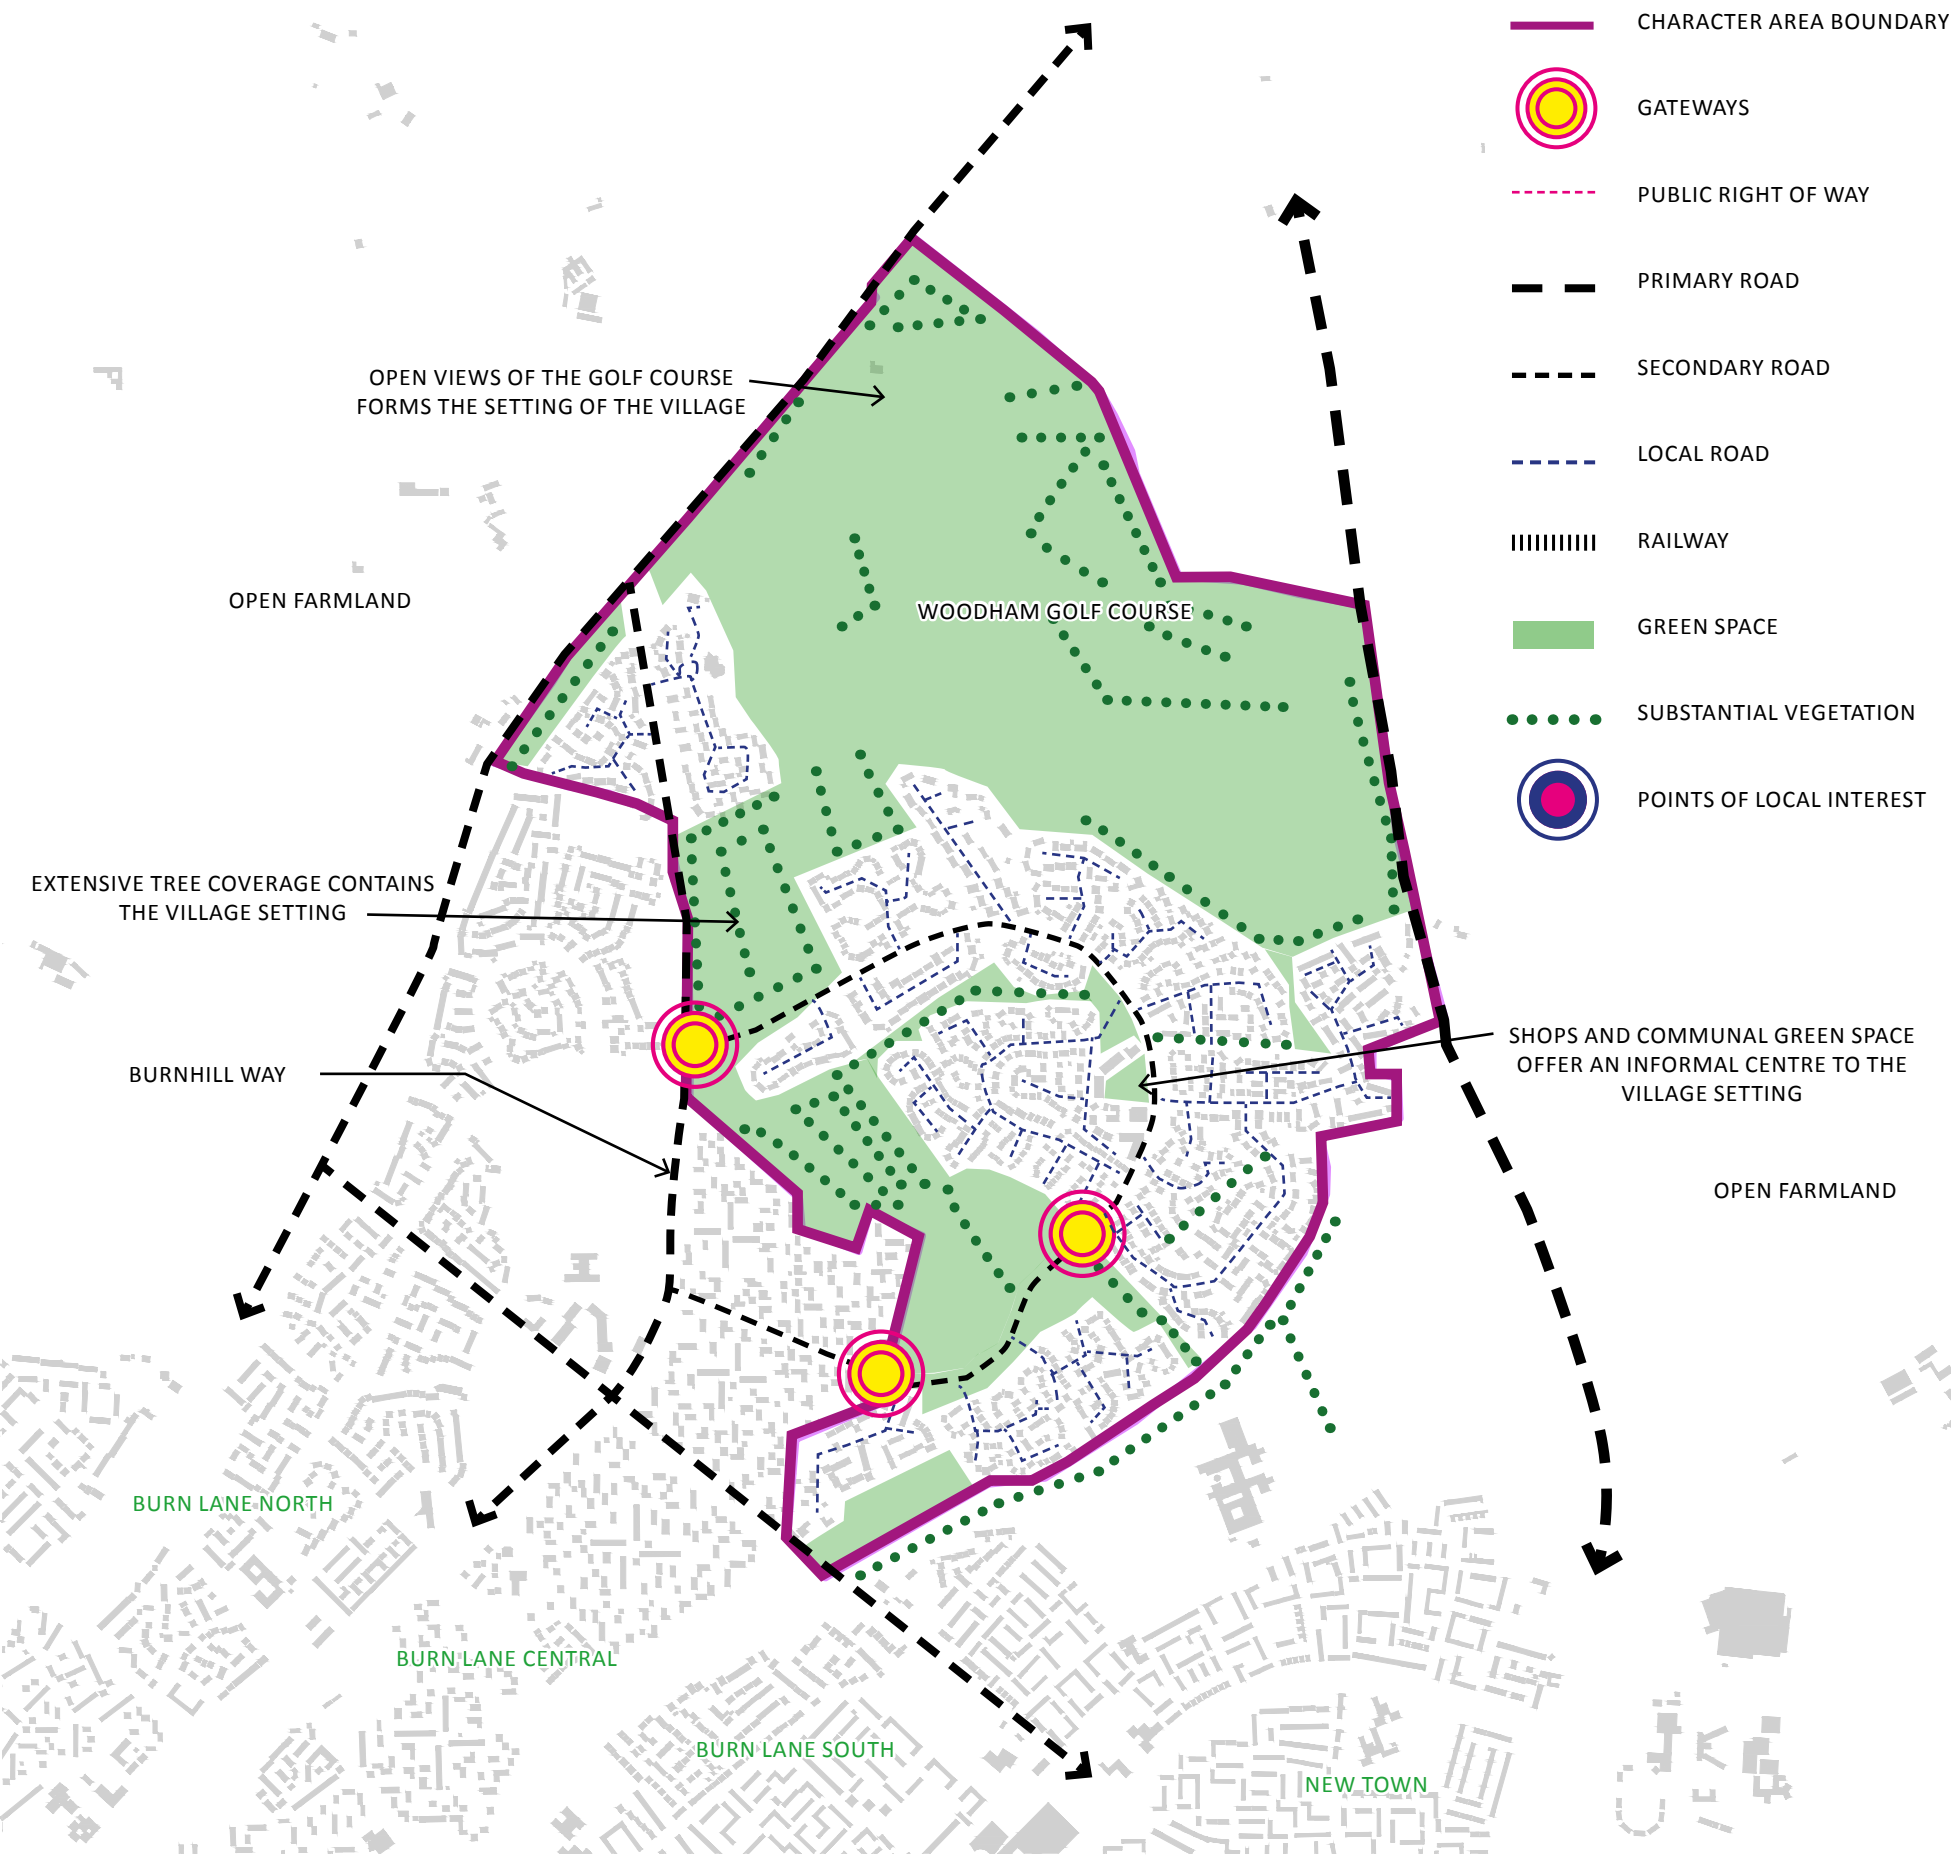 CHARACTER AREA BOUNDARY
GATEWAYS
PUBLIC RIGHT OF WAY
PRIMARY ROAD
SECONDARY ROAD
LOCAL ROAD
RAILWAY
GREEN SPACE
SUBSTANTIAL VEGETATION
POINTS OF LOCAL INTEREST
OPEN VIEWS OF THE GOLF COURSE
FORMS THE SETTING OF THE VILLAGE
OPEN FARMLAND
WOODHAM GOLF COURSE
EXTENSIVE TREE COVERAGE CONTAINS
THE VILLAGE SETTING
BURNHILL WAY
SHOPS AND COMMUNAL GREEN SPACE
OFFER AN INFORMAL CENTRE TO THE
VILLAGE SETTING
OPEN FARMLAND
BURN LANE NORTH
BURN LANE CENTRAL
BURN LANE SOUTH
NEW TOWN